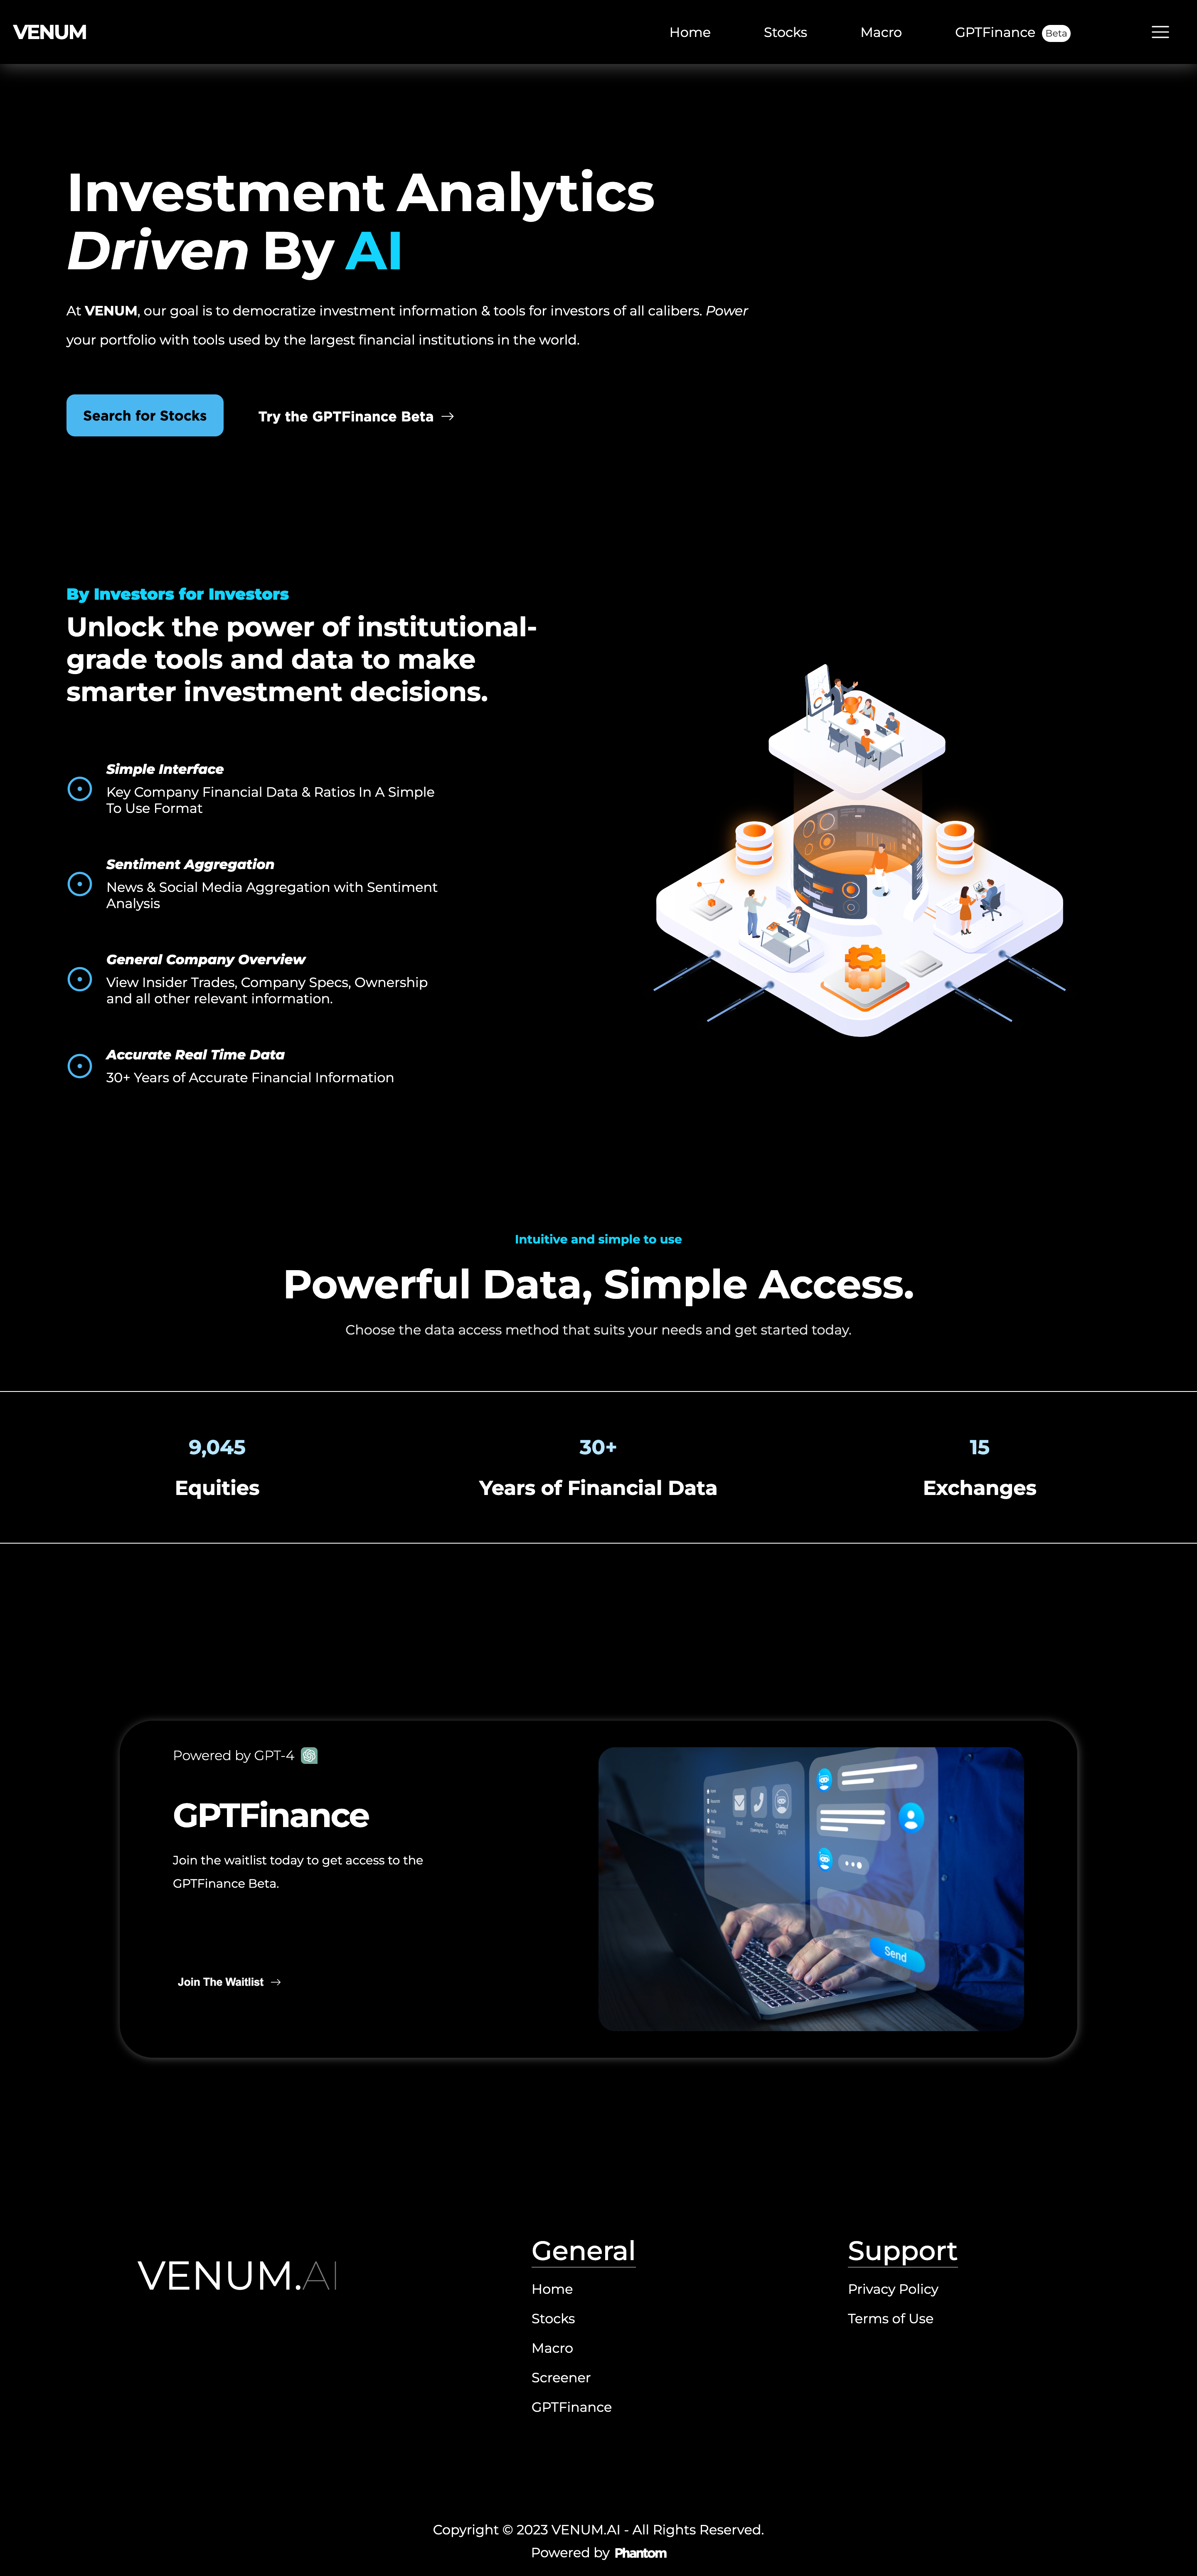 VENUM
Home
Stocks
Macro
GPTFinance Beta
Investment Analytics
Driven By AI
At VENUM, our goal is to democratize investment information & tools for investors of all calibers. Power
your portfolio with tools used by the largest financial institutions in the world.
Search for Stocks
Try the GPTFinance Beta →
By Investors for Investors
Unlock the power of institutional-
grade tools and data to make
smarter investment decisions.
Simple Interface
Key Company Financial Data & Ratios In A Simple
To Use Format
Sentiment Aggregation
News & Social Media Aggregation with Sentiment
Analysis
General Company Overview
View Insider Trades, Company Specs, Ownership
and all other relevant information.
Accurate Real Time Data
30+ Years of Accurate Financial Information
Intuitive and simple to use
Powerful Data, Simple Access.
Choose the data access method that suits your needs and get started today.
9,045
Equities
30+
Years of Financial Data
15
Exchanges
Powered by GPT-4
GPTFinance
Join the waitlist today to get access to the
GPTFinance Beta.
Join The Waitlist →
Email
Phone
Chatbot
Send
VENUM.AI
General
Home
Stocks
Macro
Screener
GPTFinance
Support
Privacy Policy
Terms of Use
Copyright © 2023 VENUM.AI - All Rights Reserved.
Powered by Phantom